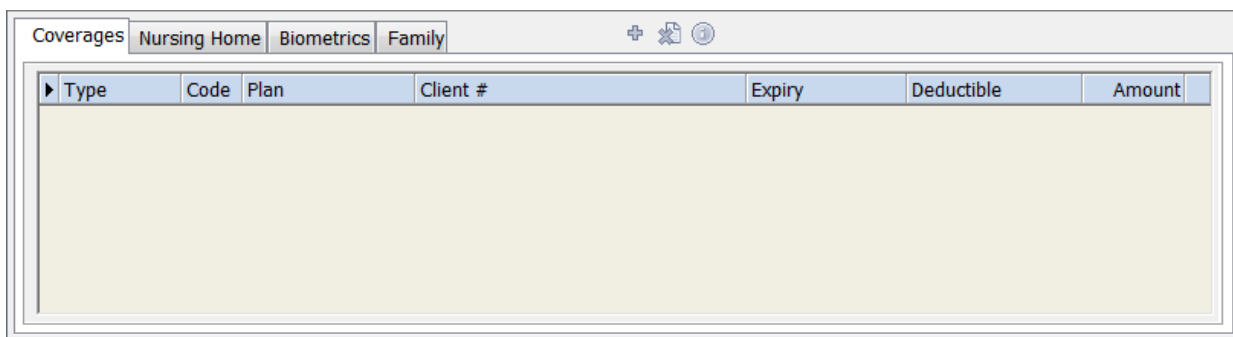 Coverages Nursing Home Biometrics Family
Type Code Plan Client # Expiry Deductible Amount